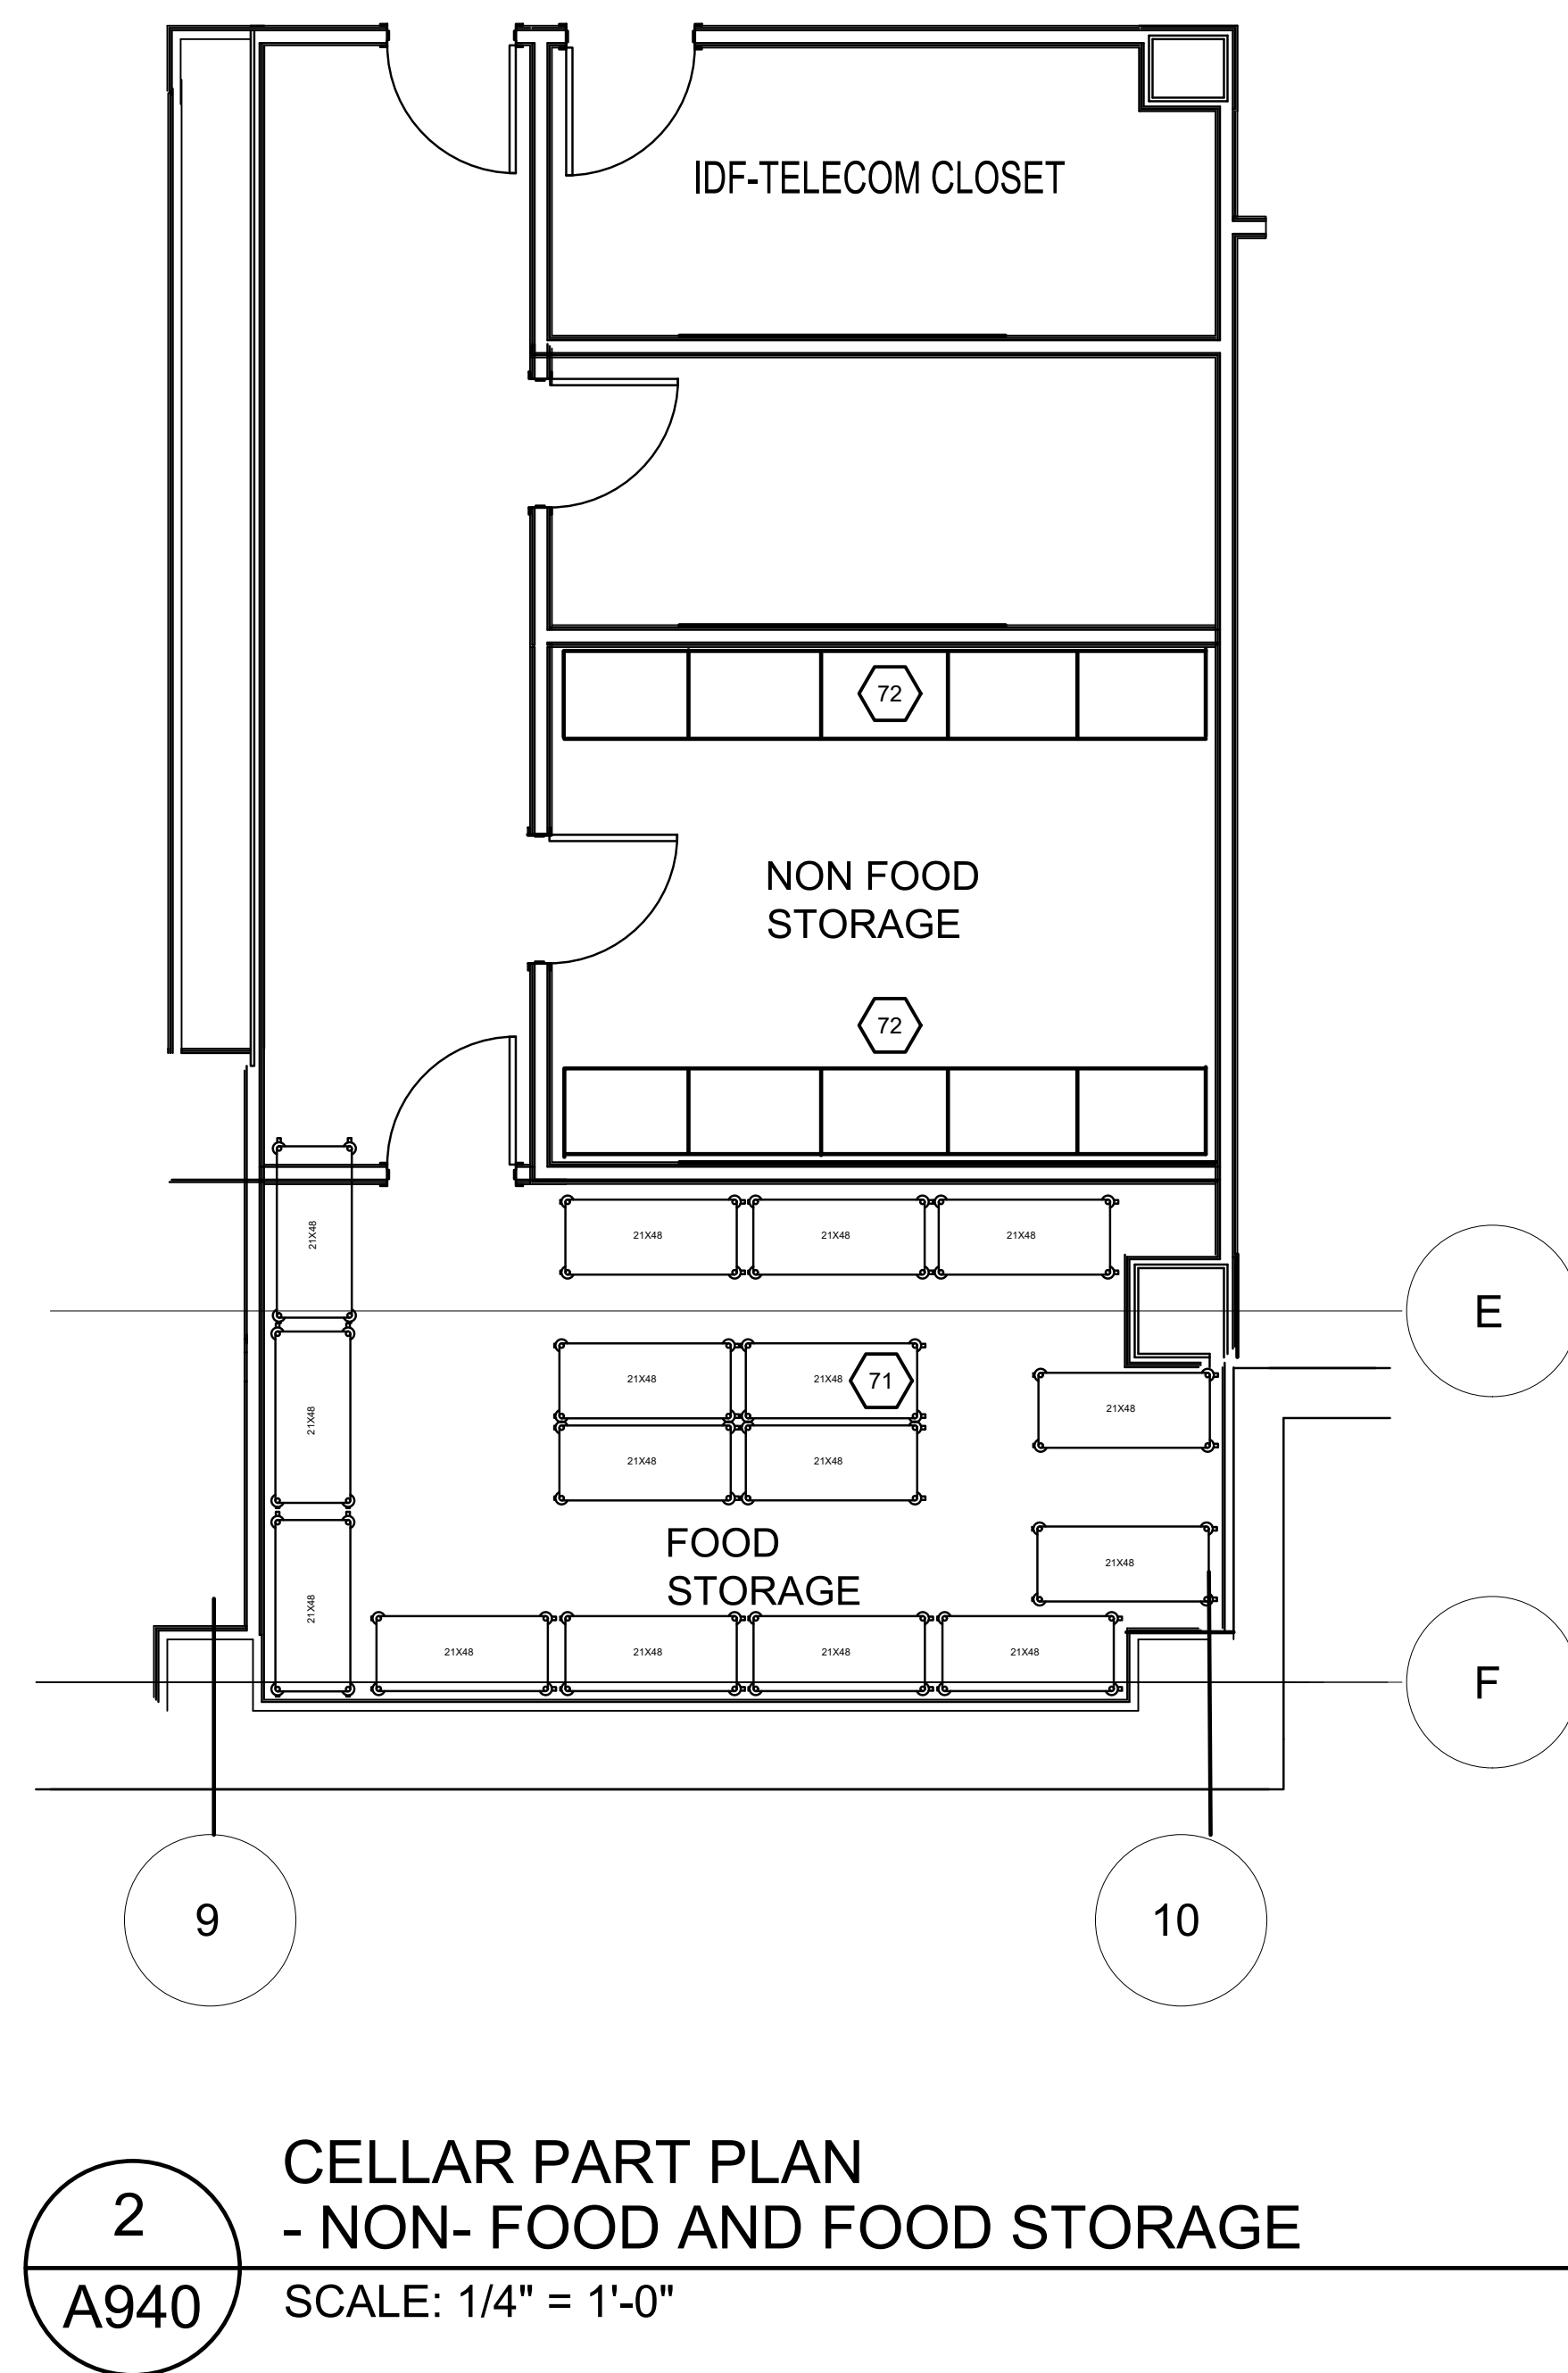 IDF-TELECOM CLOSET
72
NON FOOD
STORAGE
72
21X48
21X48
21X48
21X48
E
21X48
21X48
71
21X48
21X48
21X48
21X48
FOOD
STORAGE
21X48
21X48
21X48
21X48
21X48
21X48
F
9
10
2
A940
CELLAR PART PLAN
- NON- FOOD AND FOOD STORAGE
SCALE: 1/4" = 1'-0"